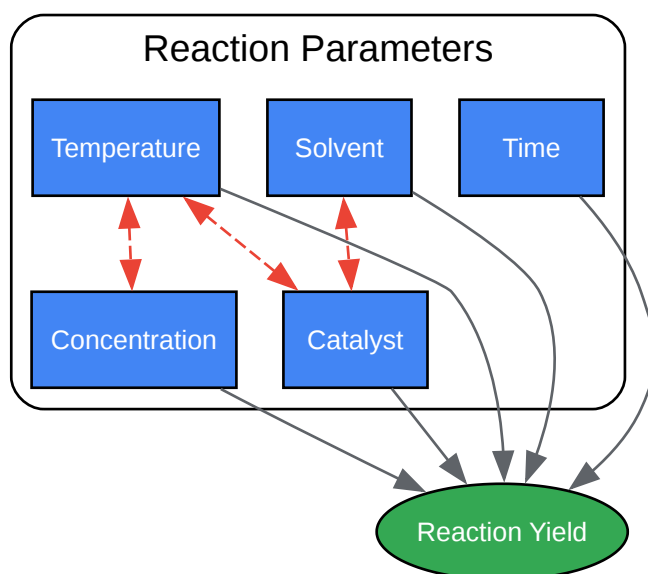 Reaction Parameters
Temperature
Solvent
Time
Concentration
Catalyst
Reaction Yield